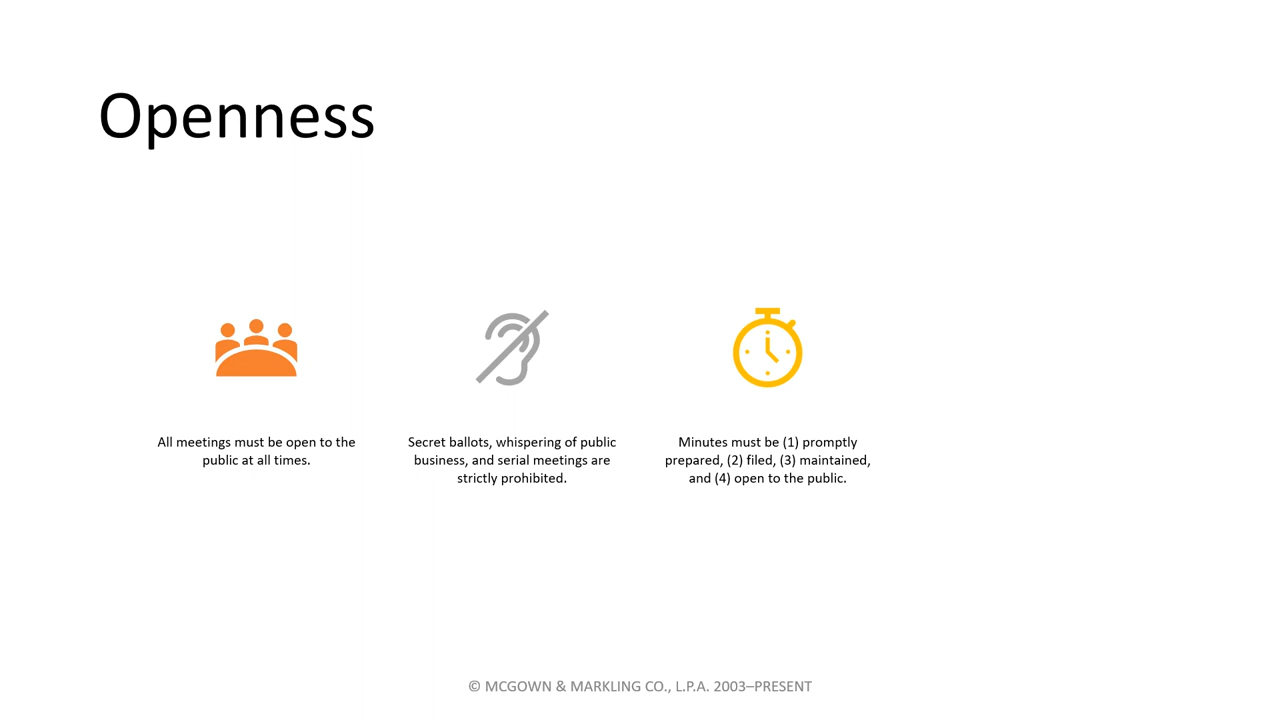 Openness
All meetings must be open to the
public at all times.
Secret ballots, whispering of public
business, and serial meetings are
strictly prohibited.
Minutes must be (1) promptly
prepared, (2) filed, (3) maintained,
and (4) open to the public.
© MCGOWN & MARKLING CO., L.P.A. 2003–PRESENT